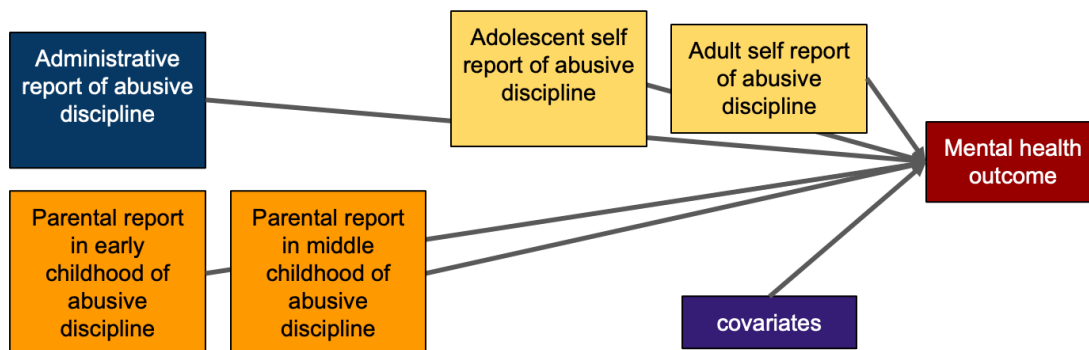 Administrative
report of abusive
discipline
Adolescent self
report of abusive
discipline
Adult self report
of abusive
discipline
Mental health
outcome
Parental report
in early
childhood of
abusive
discipline
Parental report
in middle
childhood of
abusive
discipline
covariates